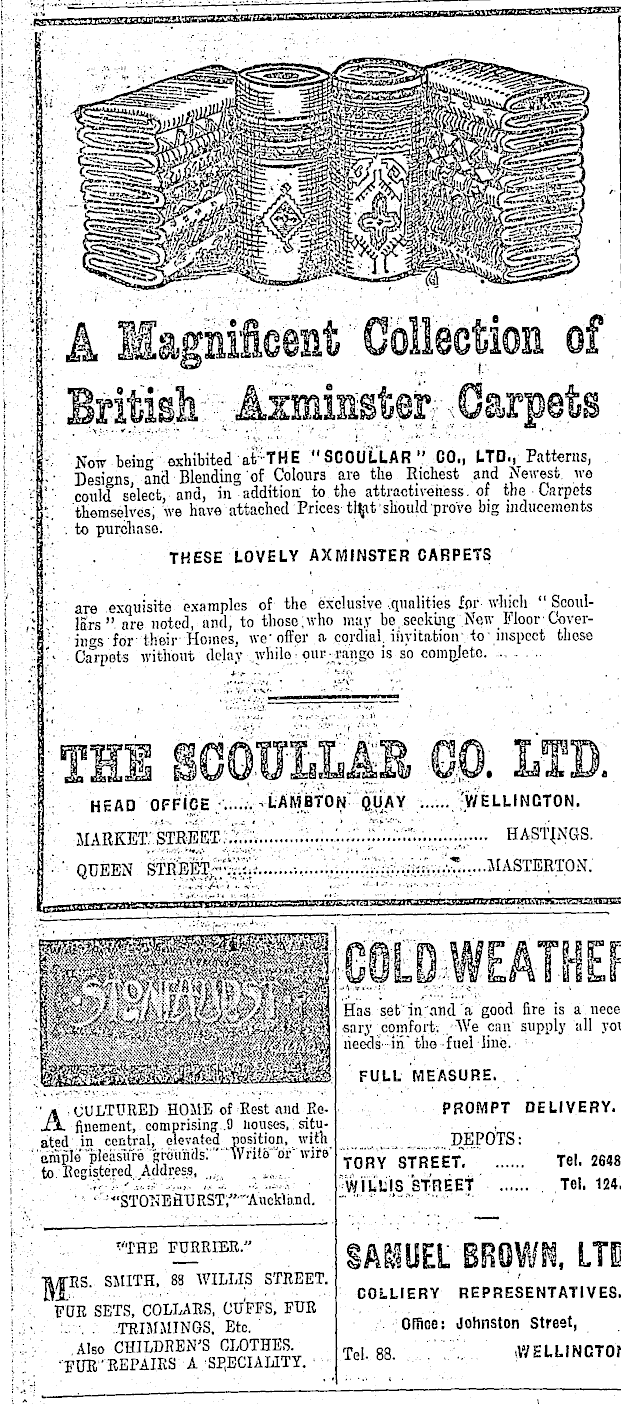 A Magnificent Collection of
British Axminster Carpets
Now being exhibited at THE "SCOULLAR" CO., LTD., Patterns,
Designs, and Blending of Colours are the Richest and Newest we
could select, and, in addition to the attractiveness of the Carpets
themselves, we have attached Prices that should prove big inducements
to purchase.
THESE LOVELY AXMINSTER CARPETS
are exquisite examples of the exclusive qualities for which "Scoul-
lars" are noted, and, to those who may be seeking New Floor Cover-
ings for their Homes, we offer a cordial invitation to inspect these
Carpets without delay while our range is so complete.
THE SCOULLAR CO. LTD.
HEAD OFFICE ...... LAMBTON QUAY ...... WELLINGTON.
MARKET STREET ........ HASTINGS.
QUEEN STREET ........ MASTERTON.
STONEHURST
A CULTURED HOME of Rest and Re-
finement, comprising 9 houses, situ-
ated in central, elevated position, with
ample pleasure grounds. Write or wire
to Registered Address,
"STONEHURST," Auckland.
"THE FURRIER."
MRS. SMITH, 88 WILLIS STREET.
FUR SETS, COLLARS, CUFFS, FUR
TRIMMINGS, Etc.
Also CHILDREN'S CLOTHES.
FUR REPAIRS A SPECIALITY.
COLD WEATHER
Has set in and a good fire is a nece
sary comfort. We can supply all you
needs in the fuel line.
FULL MEASURE.
PROMPT DELIVERY.
DEPOTS:
TORY STREET. ...... Tel. 2648
WILLIS STREET ...... Tel. 124.
SAMUEL BROWN, LTD
COLLIERY REPRESENTATIVES.
Office: Johnston Street,
Tel. 88. WELLINGTON